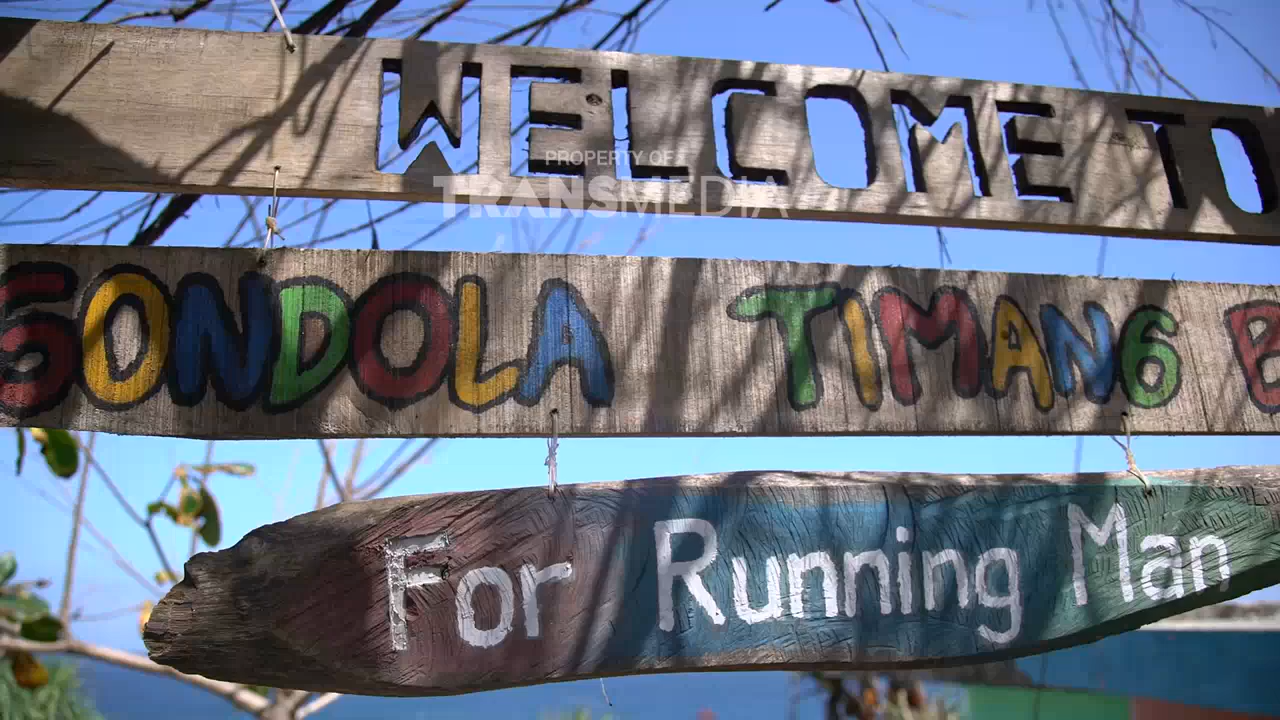 WELCOME TO
PROPERTY OF
TRANSMEDIA
GONDOLA TIMANG B
For Running Man